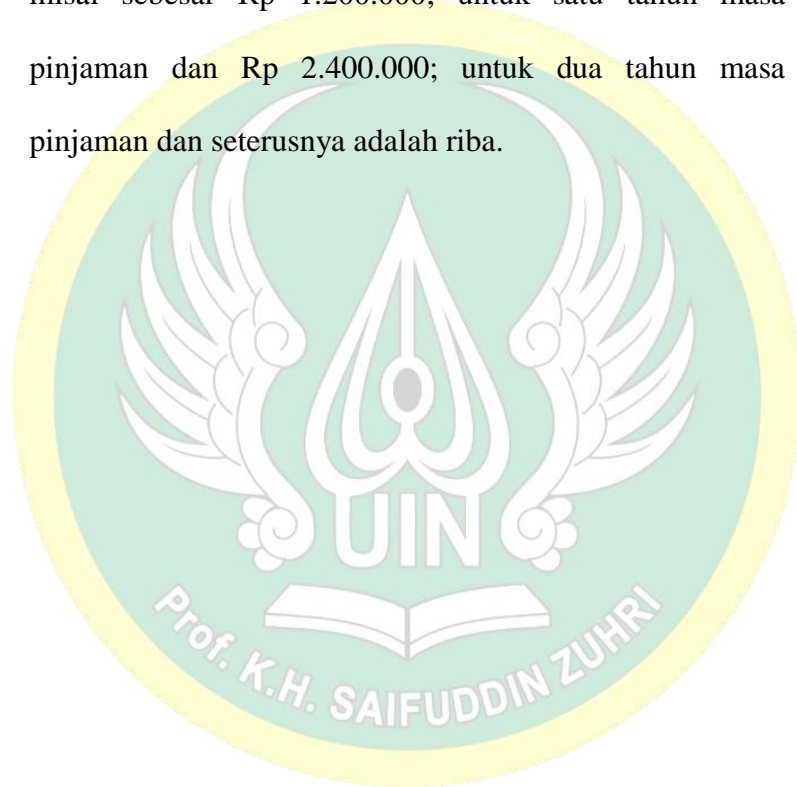 misal sebesar Rp 1.200.000; untuk satu tahun masa
pinjaman dan Rp 2.400.000; untuk dua tahun masa
pinjaman dan seterusnya adalah riba.
UIN
Prof. K.H. SAIFUDDIN ZUHRI